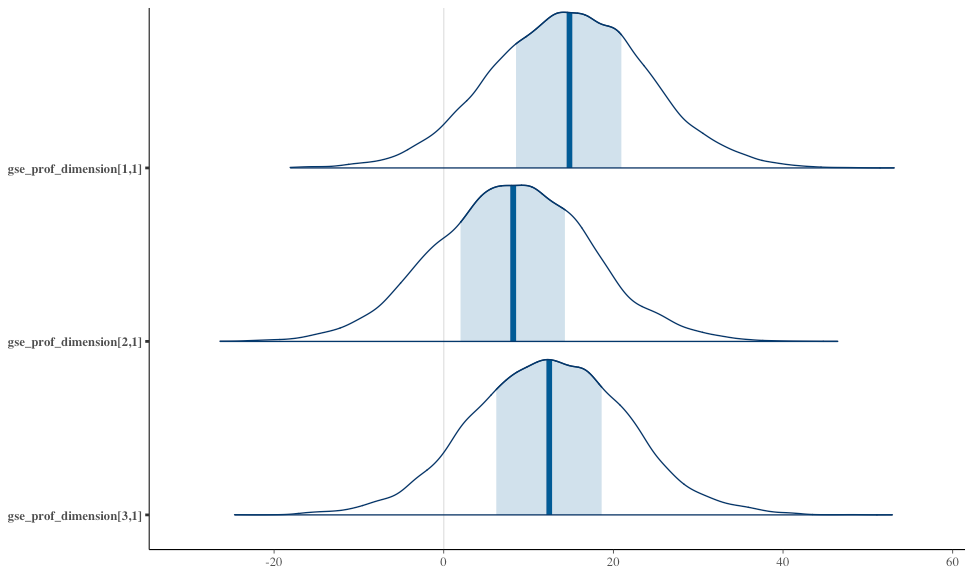 gse_prof_dimension[1,1]
gse_prof_dimension[2,1]
gse_prof_dimension[3,1]
-20 0 20 40 60